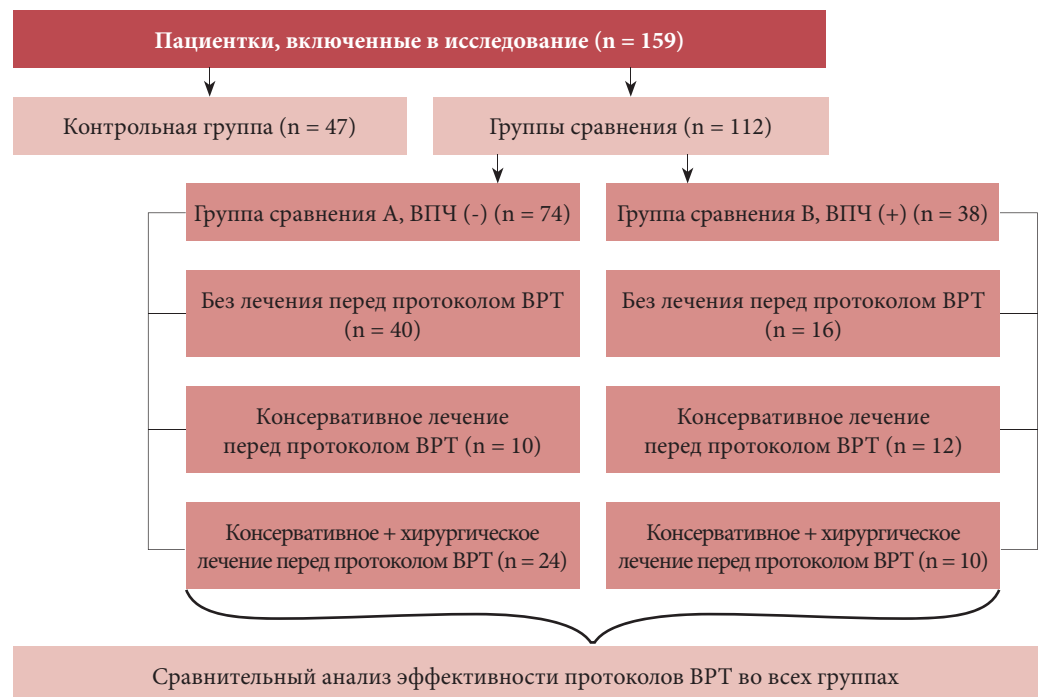 Пациентки, включенные в исследование (n = 159)
Контрольная группа (n = 47)
Группы сравнения (n = 112)
Группа сравнения А, ВПЧ (-) (n = 74)
Группа сравнения В, ВПЧ (+) (n = 38)
Без лечения перед протоколом ВРТ
(n = 40)
Без лечения перед протоколом ВРТ
(n = 16)
Консервативное лечение
перед протоколом ВРТ (n = 10)
Консервативное лечение
перед протоколом ВРТ (n = 12)
Консервативное + хирургическое
лечение перед протоколом ВРТ (n = 24)
Консервативное + хирургическое
лечение перед протоколом ВРТ (n = 10)
Сравнительный анализ эффективности протоколов ВРТ во всех группах